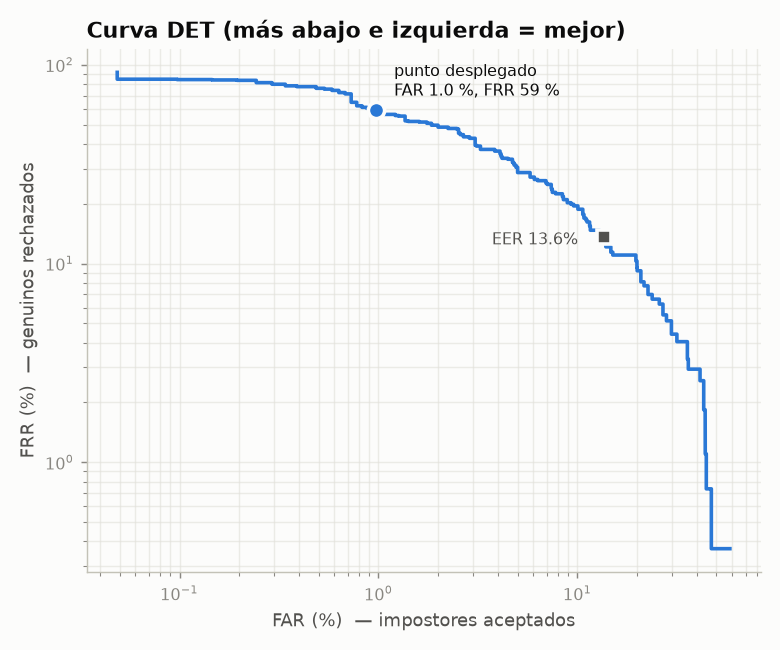 Curva DET (más abajo e izquierda = mejor)
10²
punto desplegado
FAR 1.0 %, FRR 59 %
EER 13.6%
10¹
10⁰
FRR (%) — genuinos rechazados
10⁻¹
10⁰
10¹
FAR (%) — impostores aceptados